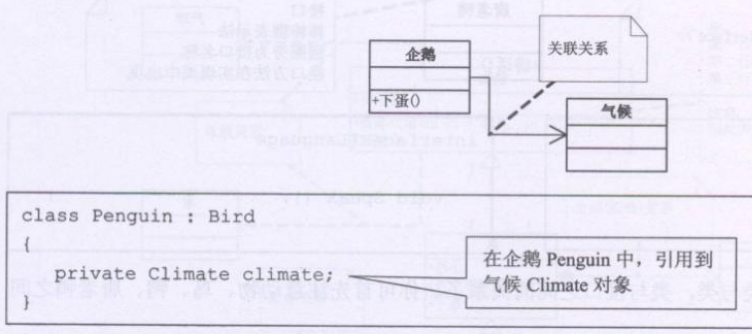 企鹅
+下蛋()
关联关系
气候
class Penguin : Bird
{
private Climate climate;
}
在企鹅 Penguin 中，引用到
气候 Climate 对象